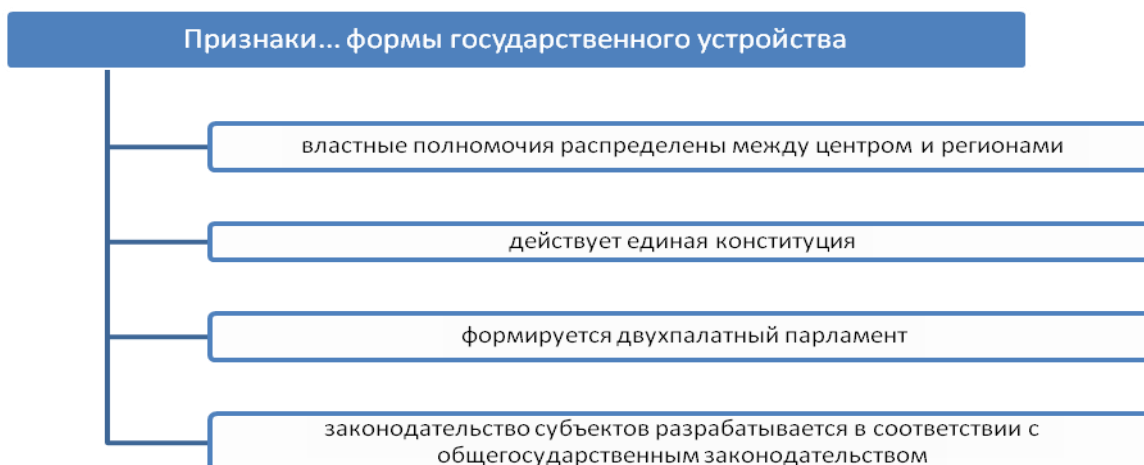 Признаки... формы государственного устройства
властные полномочия распределены между центром и регионами
действует единая конституция
формируется двухпалатный парламент
законодательство субъектов разрабатывается в соответствии с
общегосударственным законодательством